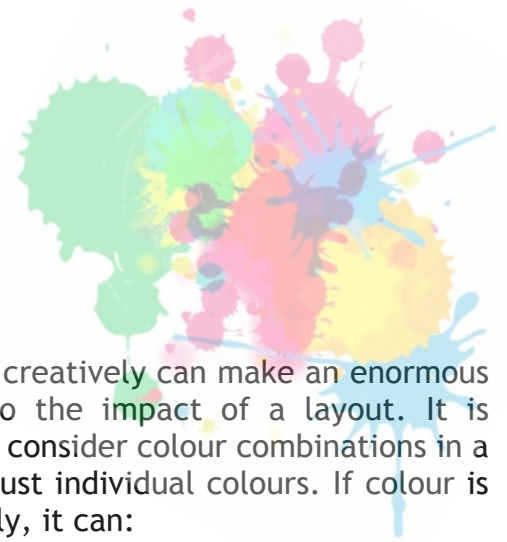 creatively can make an enormous
o the impact of a layout. It is
consider colour combinations in a
ust individual colours. If colour is
ly, it can: